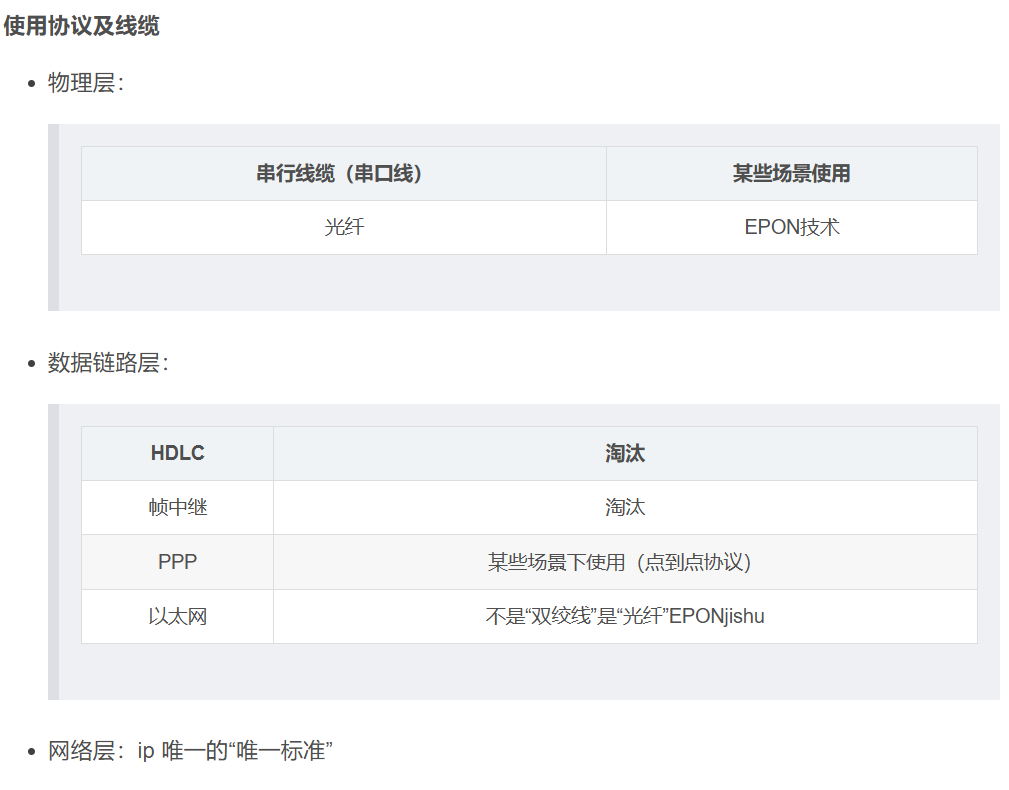 使用协议及线缆
物理层：
串行线缆（串口线） 某些场景使用
光纤 EPON技术
数据链路层：
HDLC 淘汰
帧中继 淘汰
PPP 某些场景下使用（点到点协议）
以太网 不是“双绞线”是“光纤”EPONjishu
网络层：ip 唯一的“唯一标准”